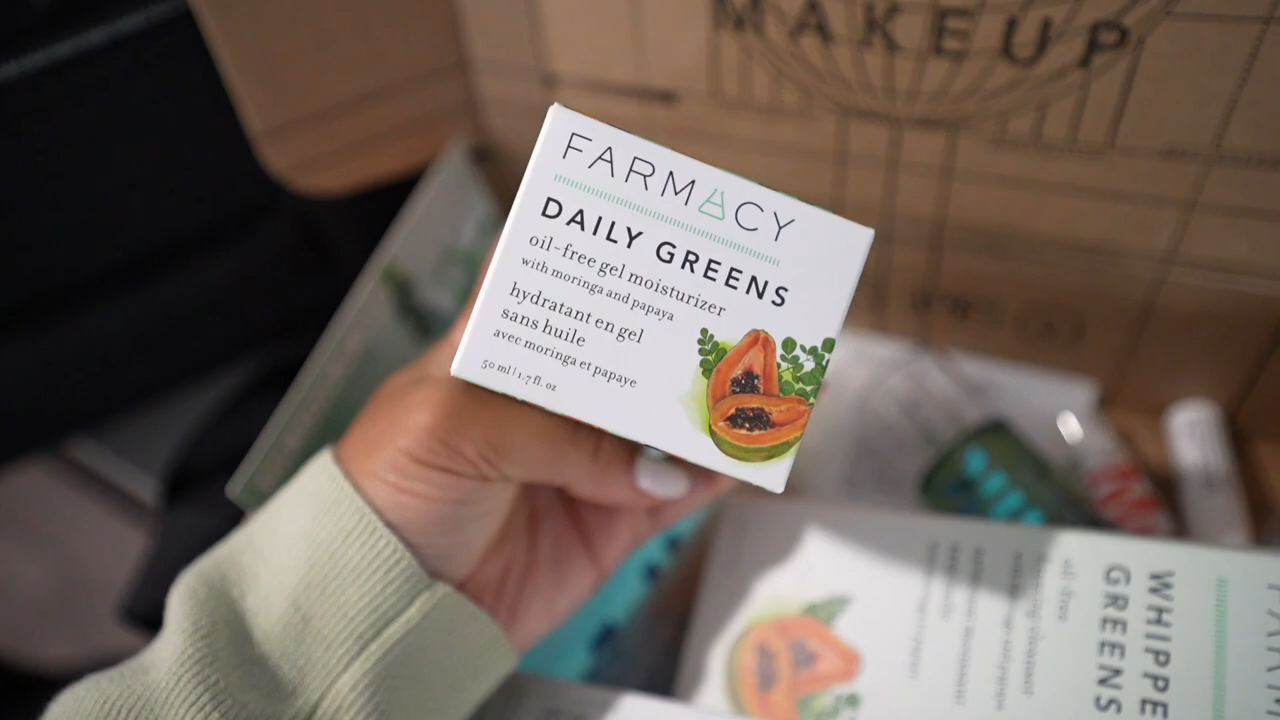 MAKEUP
FARMACY
DAILY GREENS
oil-free gel moisturizer
with moringa and papaya
hydratant en gel
sans huile
avec moringa et papaye
50 ml | 1.7 fl. oz
WHIPPE
GREENS
oil-free